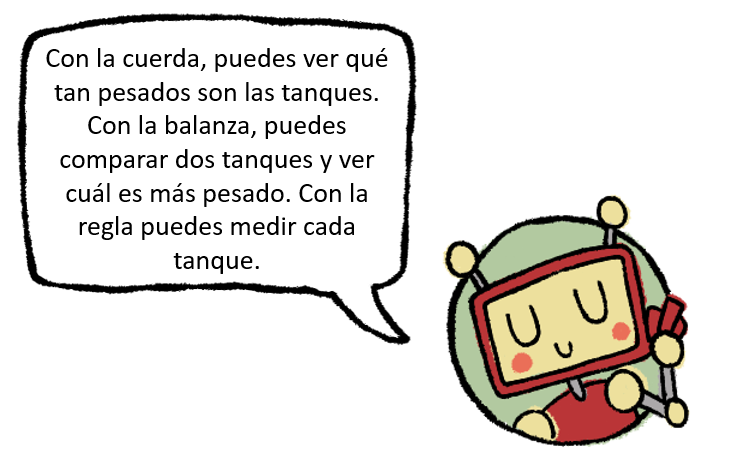 Con la cuerda, puedes ver qué
tan pesados son las tanques.
Con la balanza, puedes
comparar dos tanques y ver
cuál es más pesado. Con la
regla puedes medir cada
tanque.